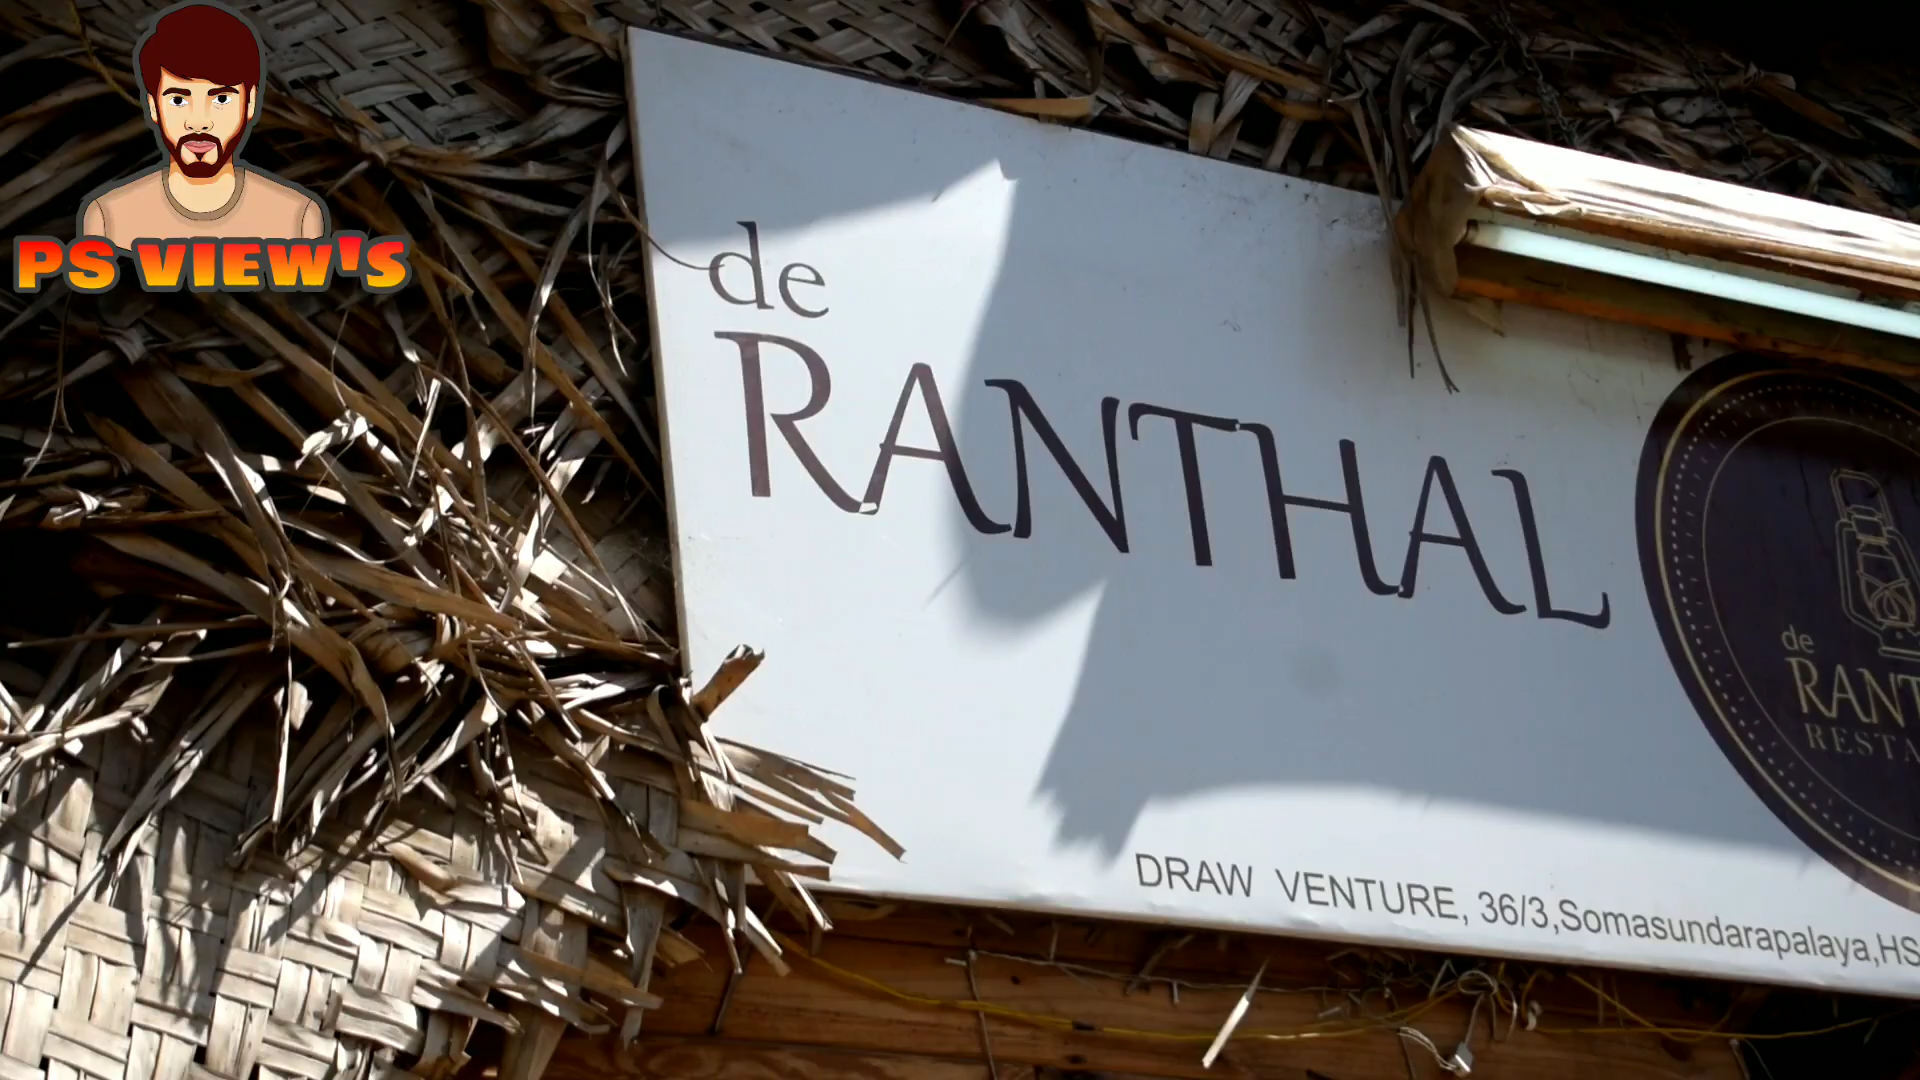 PS VIEW'S
de
RANTHAL
de
RANT
RESTA
DRAW VENTURE, 36/3,Somasundarapalaya,HS